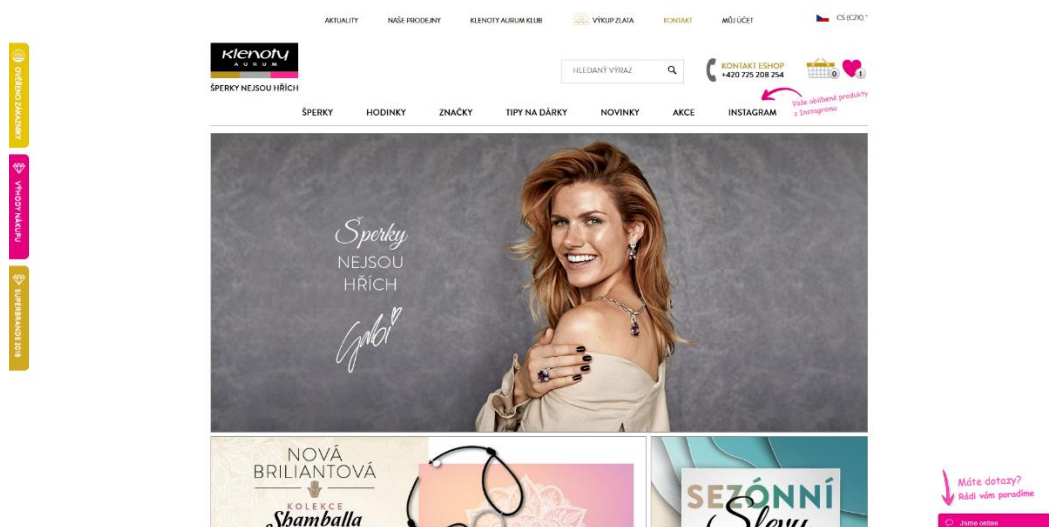 AKTUALITY
NAŠE PRODEJNY
KLENOTY AURUM KLUB
VÝKUP ZLATA
KONTAKT
MŮJ ÚČET
CS (CZK)
Klenoty
AURUM
ŠPERKY NEJSOU HŘÍCH
HLEDANÝ VÝRAZ
KONTAKT ESHOP
+420 725 208 254
0
1
Vaše oblíbené produkty
z Instagramu
ŠPERKY
HODINKY
ZNAČKY
TIPY NA DÁRKY
NOVINKY
AKCE
INSTAGRAM
OVĚŘENO ZÁKAZNÍKY
VÝHODY NÁKUPU
SUPERBRANDS 2018
Šperky
NEJSOU
HŘÍCH
Gabi
NOVÁ
BRILIANTOVÁ
KOLEKCE
Shamballa
SEZÓNNÍ
Slevy
Máte dotazy?
Rádi vám poradíme
Jsme online